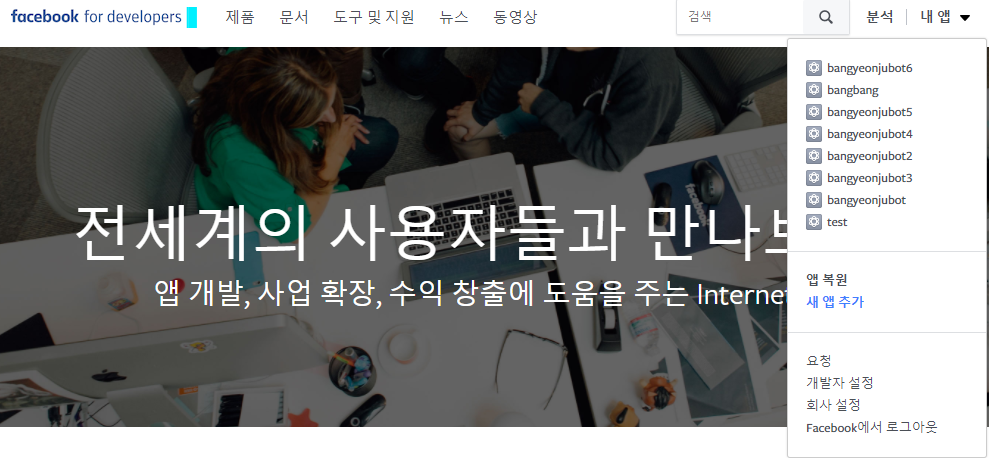 facebook for developers 제품 문서 도구 및 지원 뉴스 동영상 검색 분석 내 앱
bangyeonjubot6
bangbang
bangyeonjubot5
bangyeonjubot4
bangyeonjubot2
bangyeonjubot3
bangyeonjubot
test
전세계의 사용자들과 만나보
앱 개발, 사업 확장, 수익 창출에 도움을 주는 Internet
앱 복원
새 앱 추가
요청
개발자 설정
회사 설정
Facebook에서 로그아웃
facebook